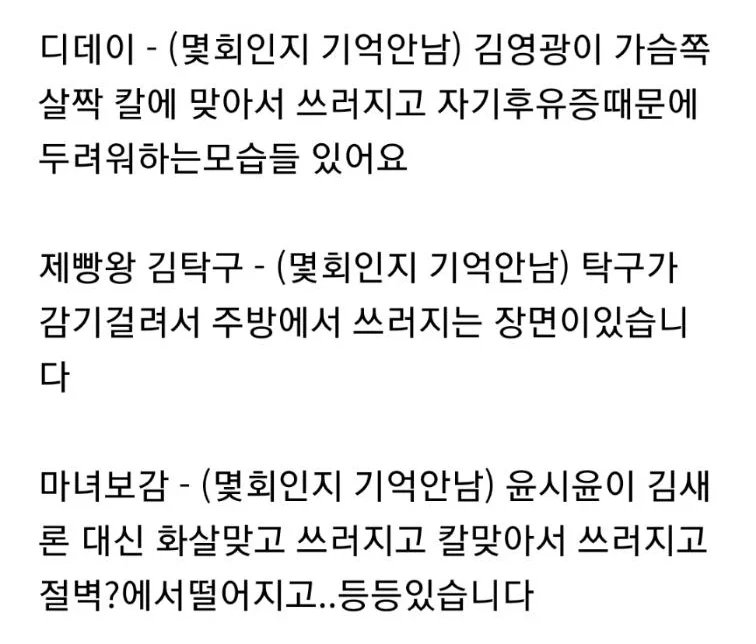 디데이 - (몇회인지 기억안남) 김영광이 가슴쪽
살짝 칼에 맞아서 쓰러지고 자기후유증때문에
두려워하는모습들 있어요
제빵왕 김탁구 - (몇회인지 기억안남) 탁구가
감기걸려서 주방에서 쓰러지는 장면이있습니
다
마녀보감 - (몇회인지 기억안남) 윤시윤이 김새
론 대신 화살맞고 쓰러지고 칼맞아서 쓰러지고
절벽?에서떨어지고..등등있습니다